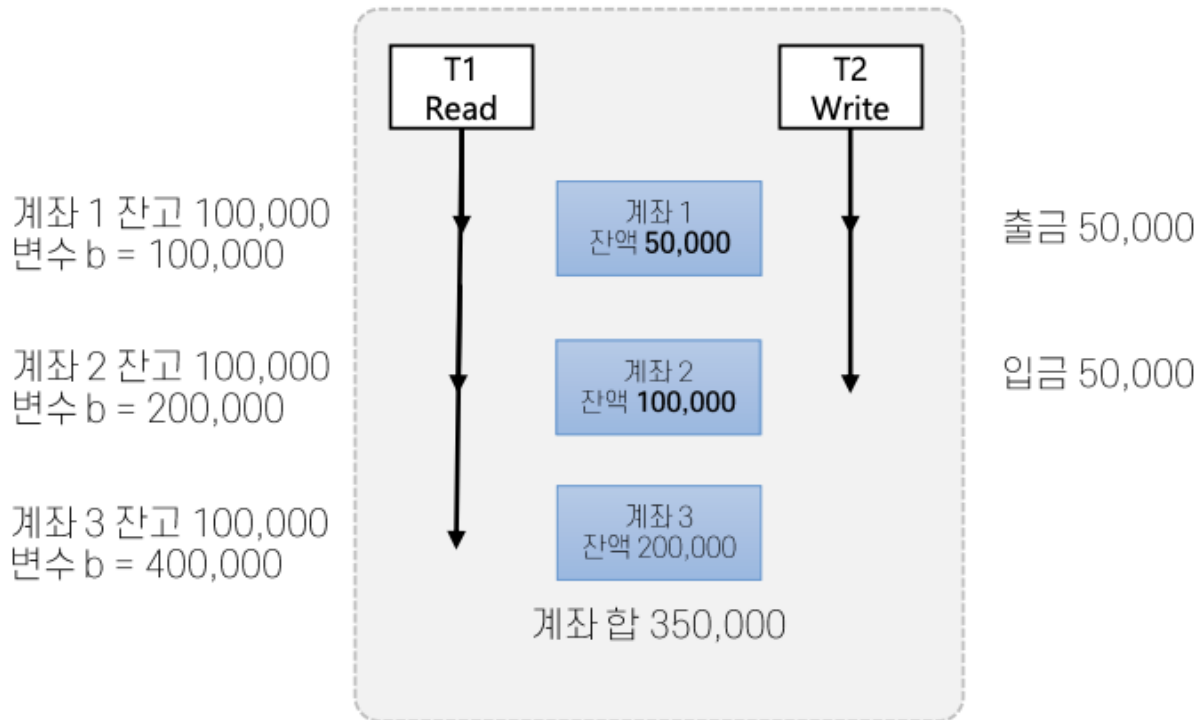 T1
Read
T2
Write
계좌 1 잔고 100,000
변수 b = 100,000
계좌 1
잔액 50,000
출금 50,000
계좌 2 잔고 100,000
변수 b = 200,000
계좌 2
잔액 100,000
입금 50,000
계좌 3 잔고 100,000
변수 b = 400,000
계좌 3
잔액 200,000
계좌 합 350,000